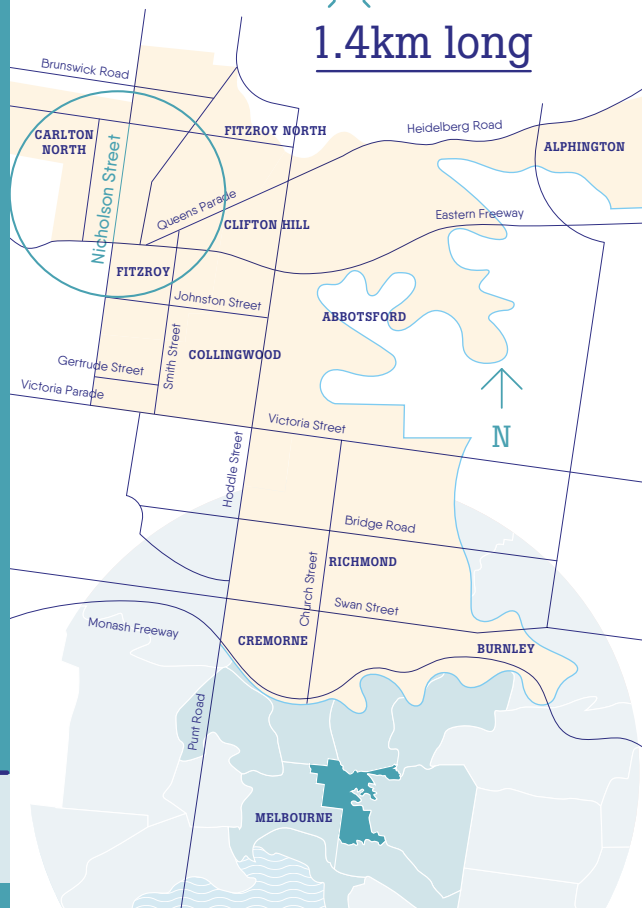 1.4km long
Brunswick Road
CARLTON
NORTH
FITZROY NORTH
Heidelberg Road
ALPHINGTON
Nicholson Street
Queens Parade
CLIFTON HILL
Eastern Freeway
FITZROY
Johnston Street
ABBOTSFORD
Smith Street
COLLINGWOOD
Gertrude Street
Victoria Parade
Victoria Street
N
Hoddle Street
Bridge Road
Church Street
RICHMOND
Swan Street
Monash Freeway
CREMORNE
BURNLEY
Punt Road
MELBOURNE